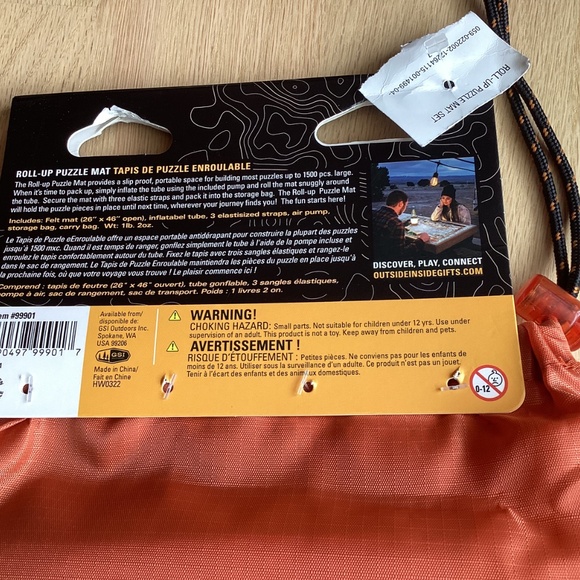 ROLL-UP PUZZLE MAT SET
059-02202-17264115-001499-04
ROLL-UP PUZZLE MAT TAPIS DE PUZZLE ENROULABLE
The Roll-up Puzzle Mat provides a slip proof, portable space for building most puzzles up to 1500 pcs. large.
When it's time to pack up, simply inflate the tube using the included pump and roll the mat snuggly around
the tube. Secure the mat with three elastic straps and pack it into the storage bag. The Roll-up Puzzle Mat
will hold the puzzle pieces in place until next time, wherever your journey finds you! The fun starts here!
Includes: Felt mat (26" x 46" open), inflatabel tube, 3 elastisized straps, air pump,
storage bag, carry bag. Wt: 1lb. 2oz.
Le Tapis de Puzzle eEnroulable offre un espace portable antidérapant pour construire la plupart des puzzles
jusqu'à 1500 mxc. Quand il est temps de ranger, gonflez simplement le tube à l'aide de la pompe incluse et
enroulez le tapis confortablement autour du tube. Fixez le tapis avec trois sangles élastiques et rangez-le
dans le sac de rangement. Le Tapis de Puzzle Enroulable maintiendra les pièces du puzzle en place jusqu'à
la prochaine fois, où que votre voyage vous trouve ! Le plaisir commence ici !
Comprend : tapis de feutre (26" x 46" ouvert), tube gonflable, 3 sangles élastiques,
pompe à air, sac de rangement, sac de transport. Poids : 1 livres 2 on.
DISCOVER, PLAY, CONNECT
OUTSIDEINSIDEGIFTS.COM
#99901
90497 99901 7
Available from/
disponible de:
GSI Outdoors Inc.
Spokane, WA
USA 99206
GSI
Made in China/
Fait en Chine
HW0322
WARNING!
CHOKING HAZARD: Small parts. Not suitable for children under 12 yrs. Use under
supervision of an adult. This product is not a toy. Keep away from children and pets.
AVERTISSEMENT !
RISQUE D'ÉTOUFFEMENT : Petites pièces. Ne conviens pas pour les enfants de
moins de 12 ans. Utiliser sous la surveillance d'un adulte. Ce produit n'est pas un jouet.
Tenir à l'écart des enfants et des animaux domestiques.
0-12